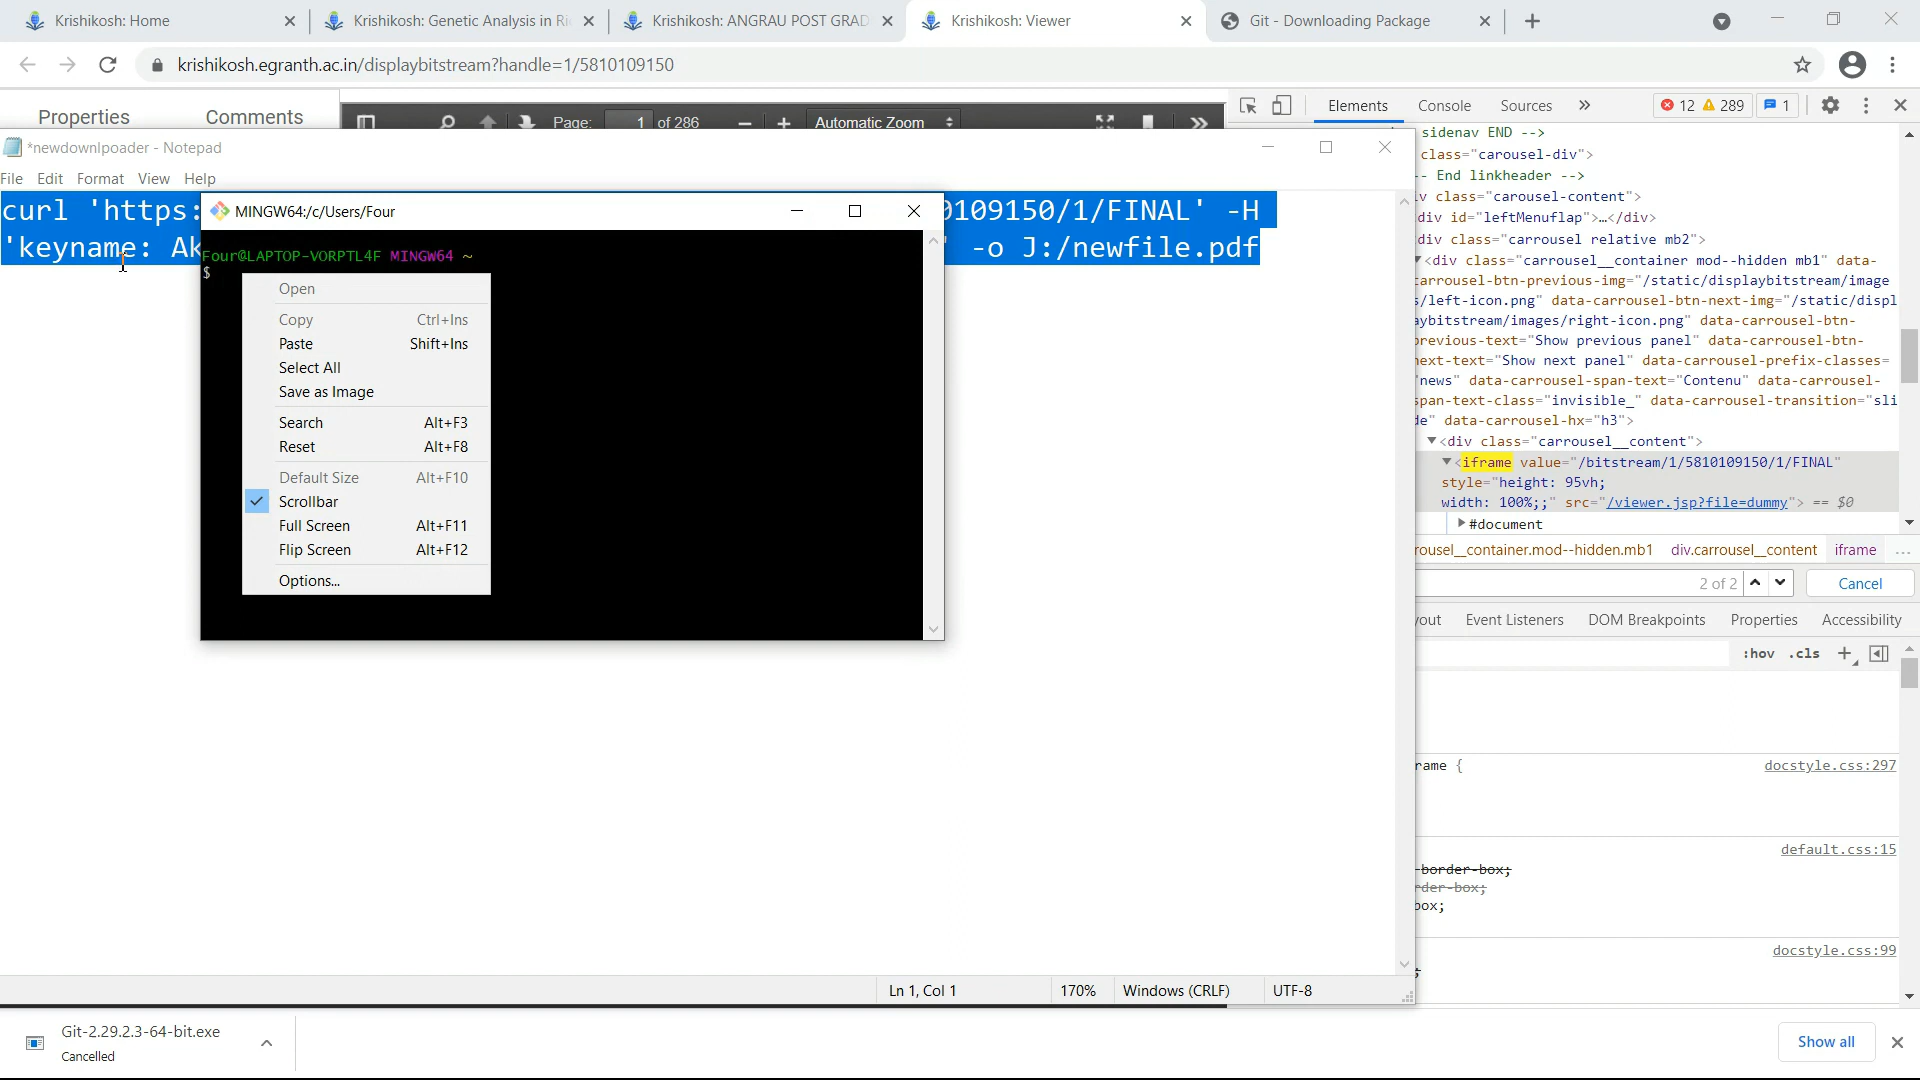 Krishikosh: Home
Krishikosh: Genetic Analysis in Ri
Krishikosh: ANGRAU POST GRAD
Krishikosh: Viewer
Git - Downloading Package
krishikosh.egranth.ac.in/displaybitstream?handle=1/5810109150
Properties Comments
Page: 1 of 286 Automatic Zoom
Elements Console Sources 12 289 1
*newdownlpoader - Notepad
File Edit Format View Help
curl 'https: 0109150/1/FINAL' -H
'keyname: Ak ' -o J:/newfile.pdf
MINGW64:/c/Users/Four
Four@LAPTOP-VORPTL4F MINGW64 ~
$
Open
Copy Ctrl+Ins
Paste Shift+Ins
Select All
Save as Image
Search Alt+F3
Reset Alt+F8
Default Size Alt+F10
Scrollbar
Full Screen Alt+F11
Flip Screen Alt+F12
Options...
sidenav END -->
class="carousel-div">
-- End linkheader -->
iv class="carousel-content">
div id="leftMenuflap">…</div>
div class="carrousel relative mb2">
<div class="carrousel__container mod--hidden mb1" data-
carrousel-btn-previous-img="/static/displaybitstream/image
s/left-icon.png" data-carrousel-btn-next-img="/static/displ
aybitstream/images/right-icon.png" data-carrousel-btn-
previous-text="Show previous panel" data-carrousel-btn-
next-text="Show next panel" data-carrousel-prefix-classes=
"news" data-carrousel-span-text="Contenu" data-carrousel-
span-text-class="invisible_" data-carrousel-transition="sli
de" data-carrousel-hx="h3">
<div class="carrousel__content">
<iframe value="/bitstream/1/5810109150/1/FINAL"
style="height: 95vh;
width: 100%;;" src="/viewer.jsp?file=dummy"> == $0
#document
rousel__container.mod--hidden.mb1 div.carrousel__content iframe ...
2 of 2 Cancel
yout Event Listeners DOM Breakpoints Properties Accessibility
:hov .cls +
rame { docstyle.css:297
default.css:15
border-box;
rder-box;
box;
docstyle.css:99
Ln 1, Col 1 170% Windows (CRLF) UTF-8
Git-2.29.2.3-64-bit.exe
Cancelled
Show all